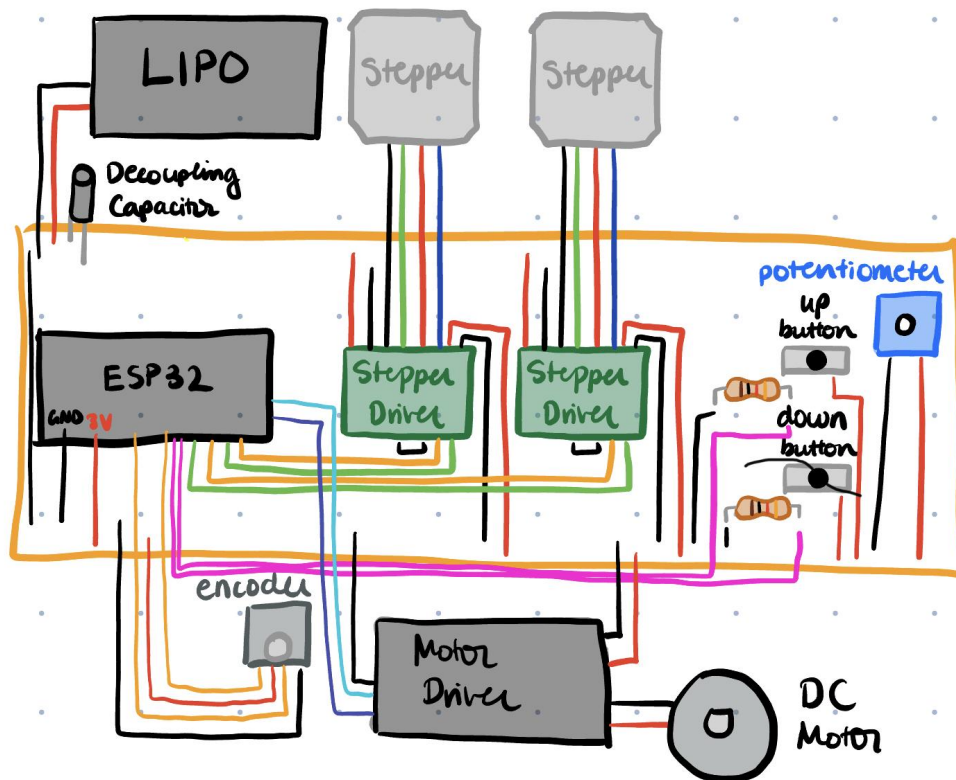 LIPO
Stepper
Stepper
Decoupling
Capacitor
potentiometer
up
button
ESP32
GND 3V
Stepper
Driver
Stepper
Driver
down
button
encoder
Motor
Driver
DC
Motor